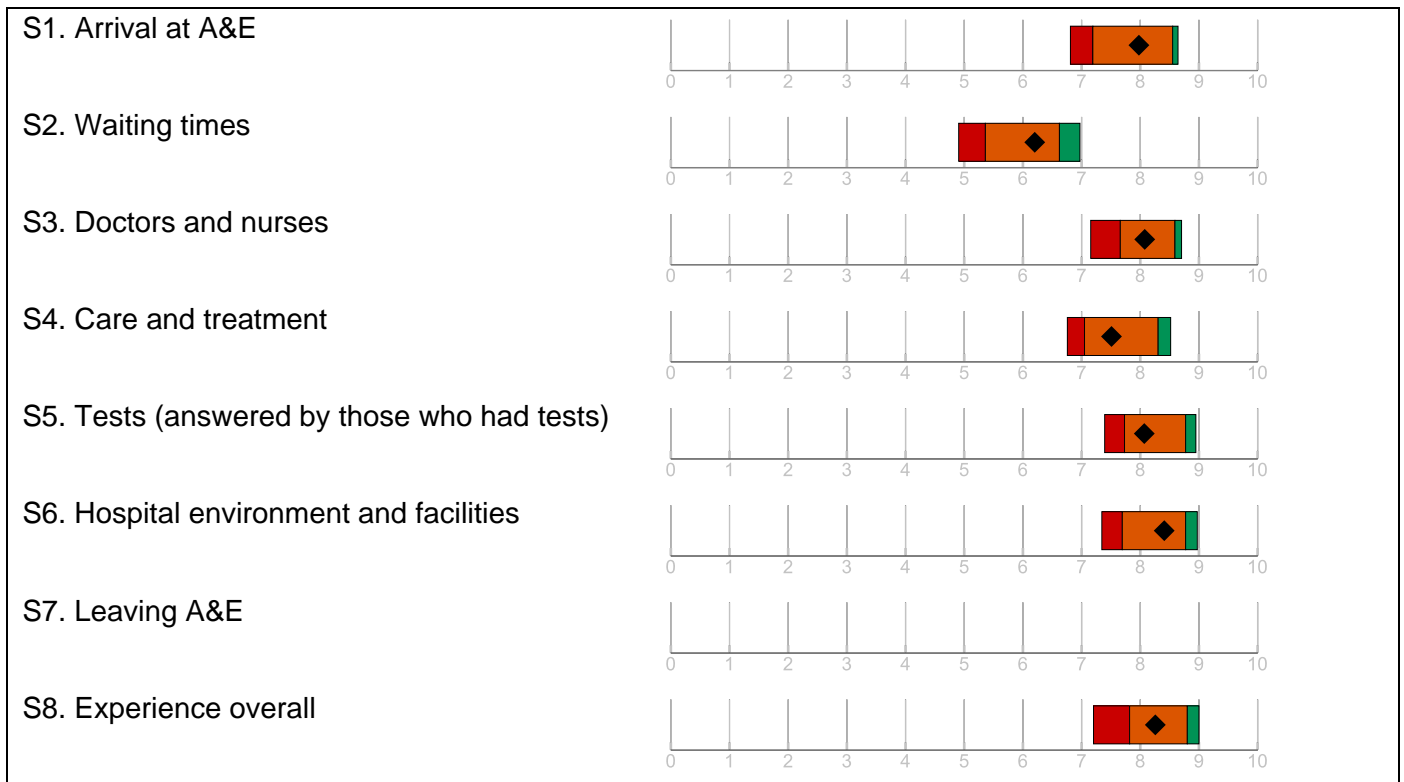 S1. Arrival at A&E
0 1 2 3 4 5 6 7 8 9 10
S2. Waiting times
0 1 2 3 4 5 6 7 8 9 10
S3. Doctors and nurses
0 1 2 3 4 5 6 7 8 9 10
S4. Care and treatment
0 1 2 3 4 5 6 7 8 9 10
S5. Tests (answered by those who had tests)
0 1 2 3 4 5 6 7 8 9 10
S6. Hospital environment and facilities
0 1 2 3 4 5 6 7 8 9 10
S7. Leaving A&E
0 1 2 3 4 5 6 7 8 9 10
S8. Experience overall
0 1 2 3 4 5 6 7 8 9 10